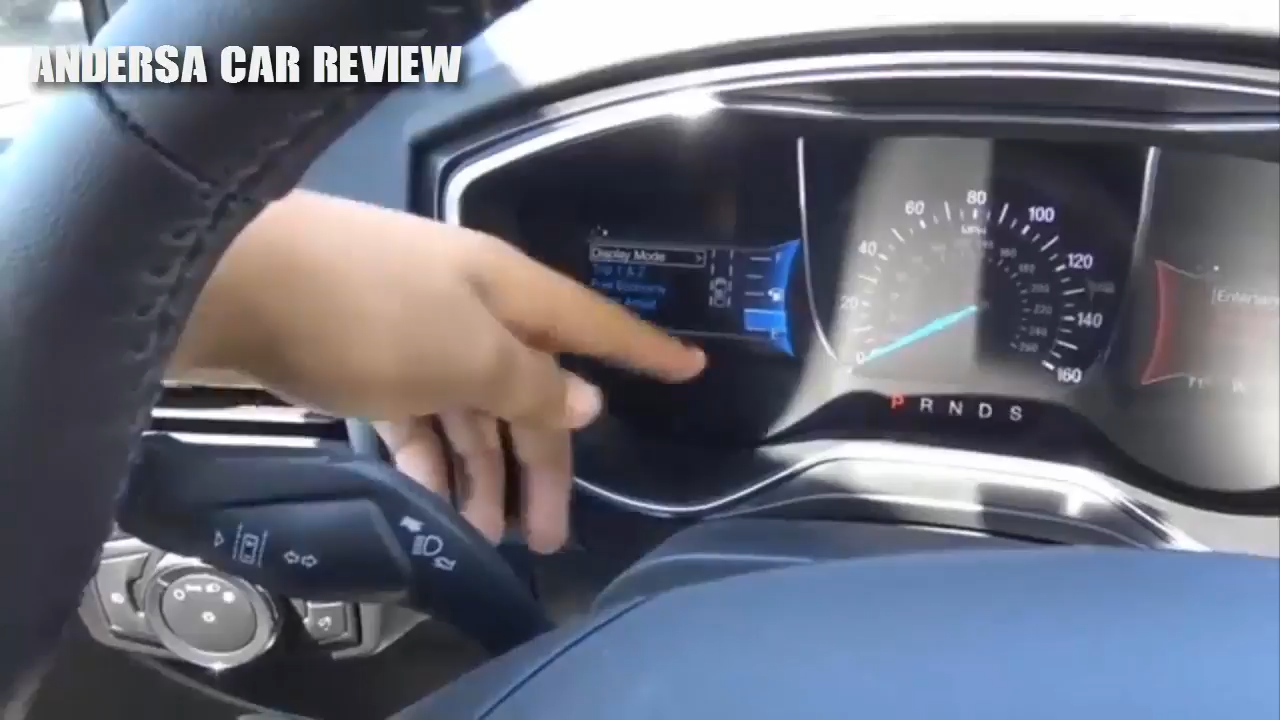 ANDERSA CAR REVIEW
Display Mode >
Trip 1 & 2
Fuel Economy
F
E
0
20
40
60
80
100
120
140
160
MPH
P R N D S